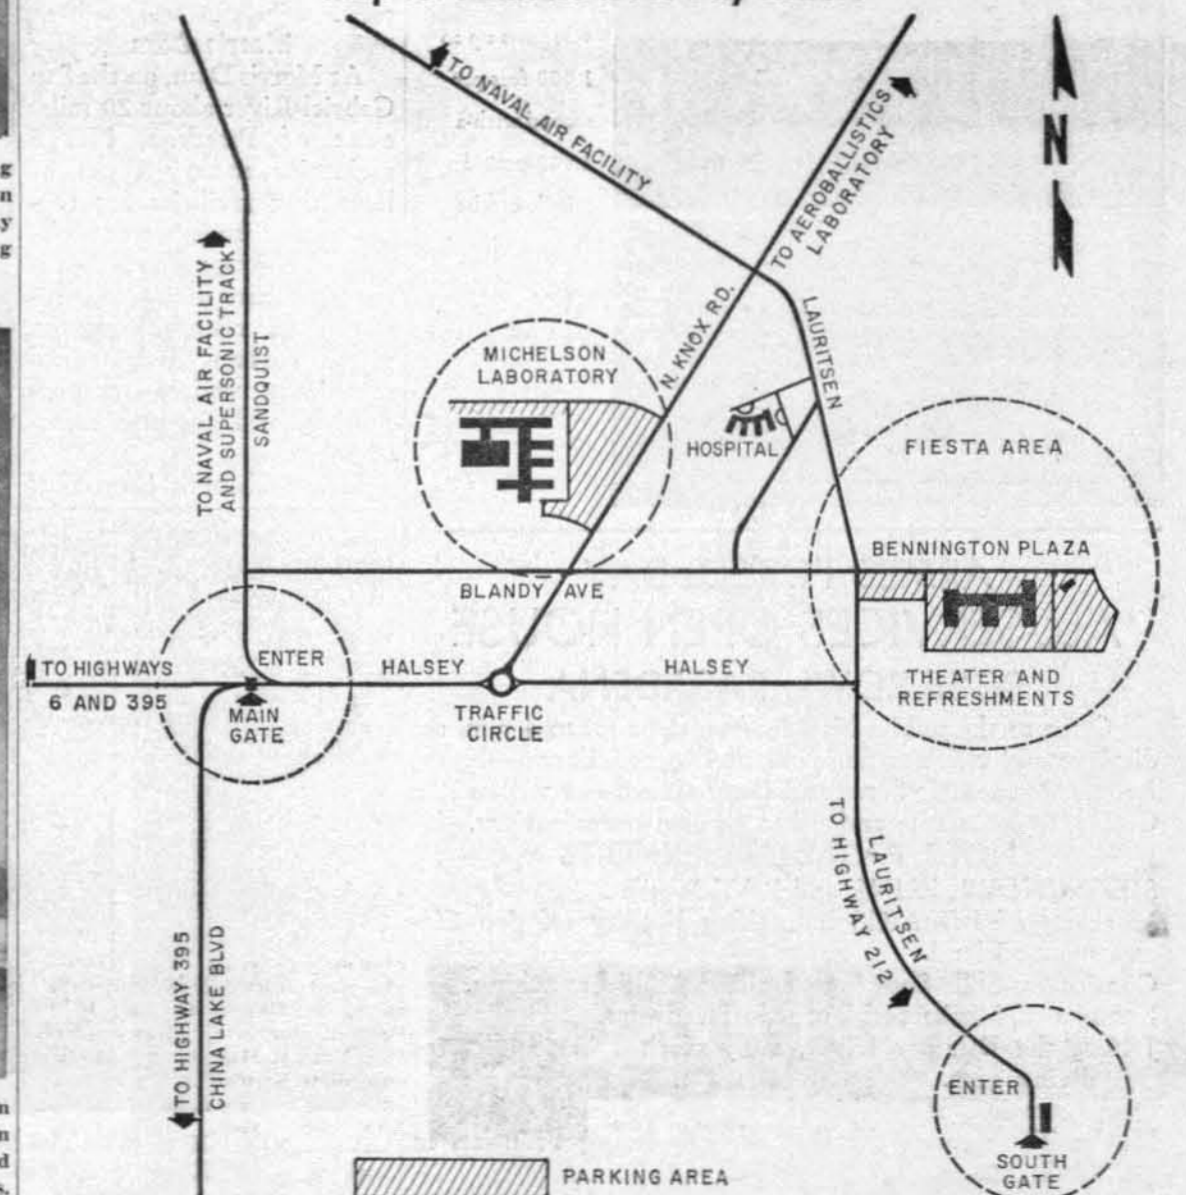 TO NAVAL AIR FACILITY
TO AEROBALLISTICS
LABORATORY
N
TO NAVAL AIR FACILITY
AND SUPERSONIC TRACK
SANDQUIST
MICHELSON
LABORATORY
N. KNOX RD.
LAURITSEN
HOSPITAL
FIESTA AREA
BENNINGTON PLAZA
BLANDY AVE
THEATER AND
REFRESHMENTS
TO HIGHWAYS
6 AND 395
ENTER
HALSEY
HALSEY
MAIN
GATE
TRAFFIC
CIRCLE
LAURITSEN
TO HIGHWAY 212
TO HIGHWAY 395
CHINA LAKE BLVD
ENTER
SOUTH
GATE
PARKING AREA